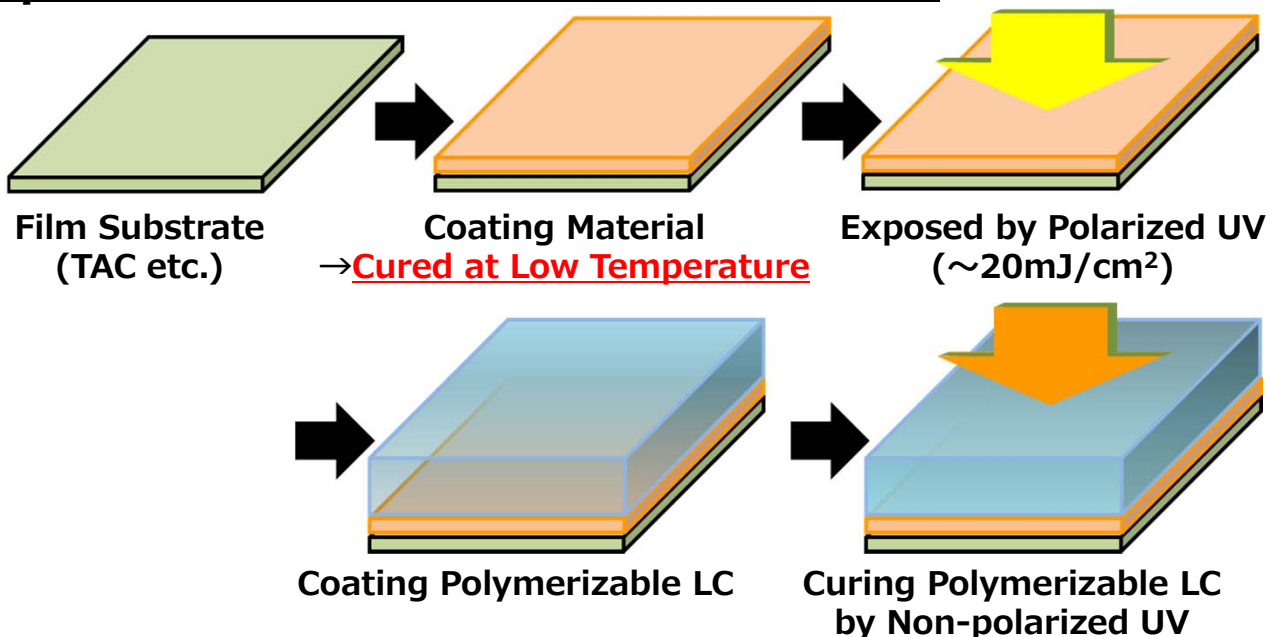 Film Substrate
(TAC etc.)
Coating Material
→Cured at Low Temperature
Exposed by Polarized UV
(~20mJ/cm²)
Coating Polymerizable LC
Curing Polymerizable LC
by Non-polarized UV